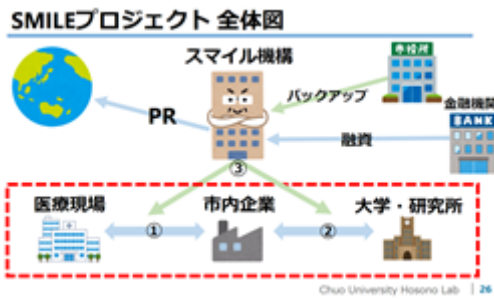 SMILEプロジェクト 全体図
スマイル機構
市役所
バックアップ
金融機関
BANK
PR
融資
③
医療現場
市内企業
大学・研究所
①
②
Chuo University Hosono Lab | 26